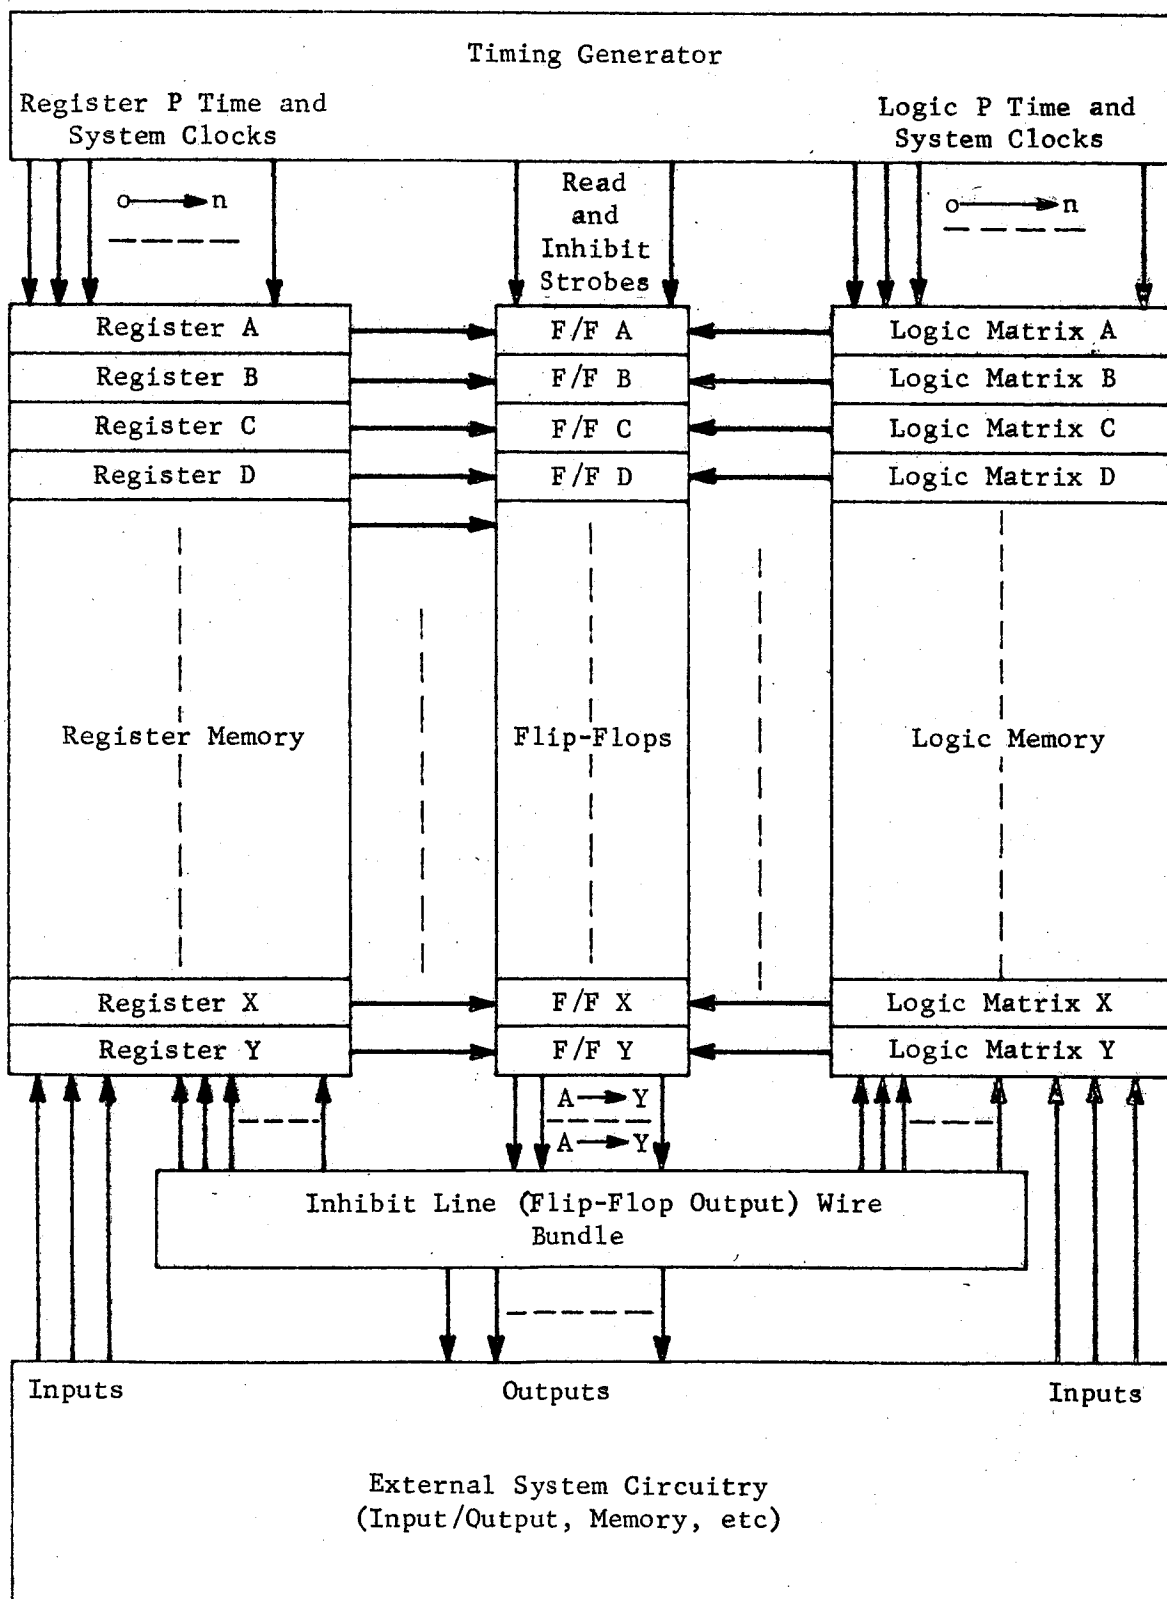 Timing Generator
Register P Time and
System Clocks
Logic P Time and
System Clocks
o n
Read
and
Inhibit
Strobes
o n
Register A
F/F A
Logic Matrix A
Register B
F/F B
Logic Matrix B
Register C
F/F C
Logic Matrix C
Register D
F/F D
Logic Matrix D
Register Memory
Flip-Flops
Logic Memory
Register X
F/F X
Logic Matrix X
Register Y
F/F Y
Logic Matrix Y
A Y
A Y
Inhibit Line (Flip-Flop Output) Wire
Bundle
Inputs
Outputs
Inputs
External System Circuitry
(Input/Output, Memory, etc)